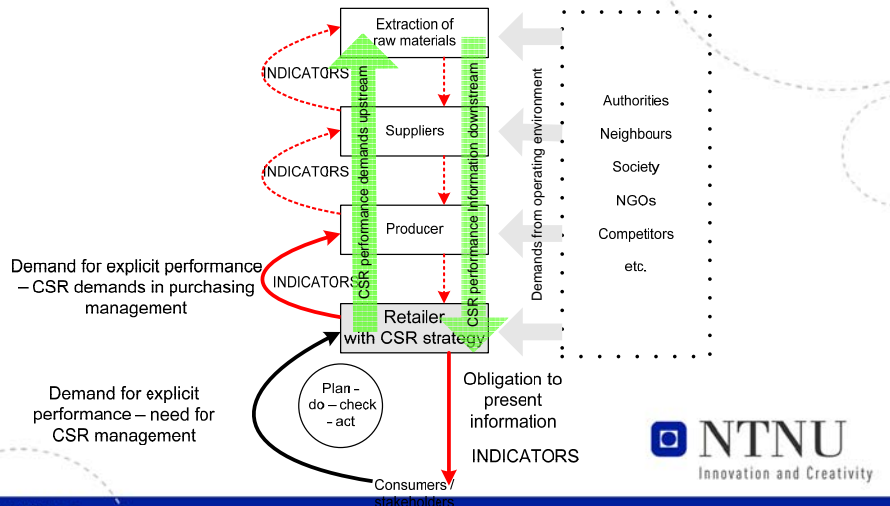 Extraction of
raw materials
INDICATORS
Suppliers
INDICATORS
Producer
INDICATORS
Retailer
with CSR strategy
CSR performance demands upstream
CSR performance Information downstream
Demands from operating environment
Authorities
Neighbours
Society
NGOs
Competitors
etc.
Demand for explicit performance
– CSR demands in purchasing
management
Demand for explicit
performance – need for
CSR management
Plan -
do – check
- act
Obligation to
present
information
INDICATORS
Consumers /
stakeholders
NTNU
Innovation and Creativity